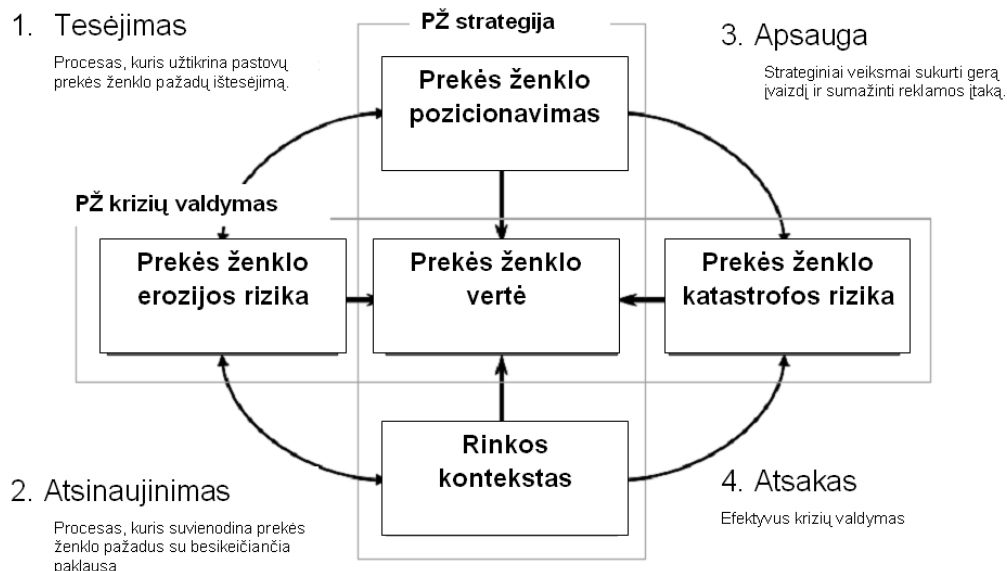 PŽ strategija
1. Tesėjimas
Procesas, kuris užtikrina pastovų
prekės ženklo pažadų ištesėjimą.
3. Apsauga
Strateginiai veiksmai sukurti gerą
įvaizdį ir sumažinti reklamos įtaką.
Prekės ženklo
pozicionavimas
PŽ krizių valdymas
Prekės ženklo
erozijos rizika
Prekės ženklo
vertė
Prekės ženklo
katastrofos rizika
Rinkos
kontekstas
2. Atsinaujinimas
Procesas, kuris suvienodina prekės
ženklo pažadus su besikeičiančia
paklausa
4. Atsakas
Efektyvus krizių valdymas